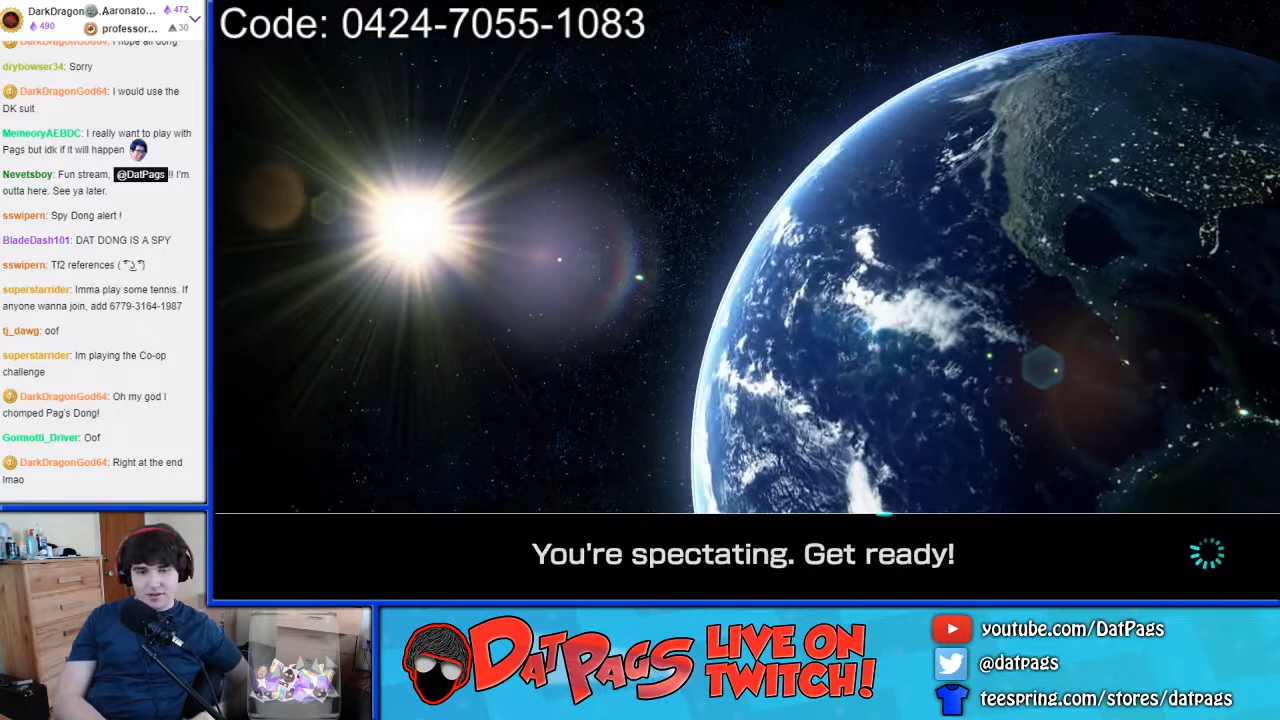 DarkDragon
490
Aaronato...
472
professor...
30
DarkDragonGod64: I hope all dong
drybowser34: Sorry
DarkDragonGod64: I would use the
DK suit
MemeoryAEBDC: I really want to play with
Pags but idk if it will happen
Nevetsboy: Fun stream, @DatPags !! I'm
outta here. See ya later.
sswipern: Spy Dong alert !
BladeDash101: DAT DONG IS A SPY
sswipern: Tf2 references ( ͡° ͜ʖ ͡°)
superstarrider: Imma play some tennis. If
anyone wanna join, add 6779-3164-1987
tj_dawg: oof
superstarrider: Im playing the Co-op
challenge
DarkDragonGod64: Oh my god I
chomped Pag's Dong!
Gormotti_Driver: Oof
DarkDragonGod64: Right at the end
lmao
Code: 0424-7055-1083
You're spectating. Get ready!
DATPAGS
LIVE ON
TWITCH!
youtube.com/DatPags
@datpags
teespring.com/stores/datpags